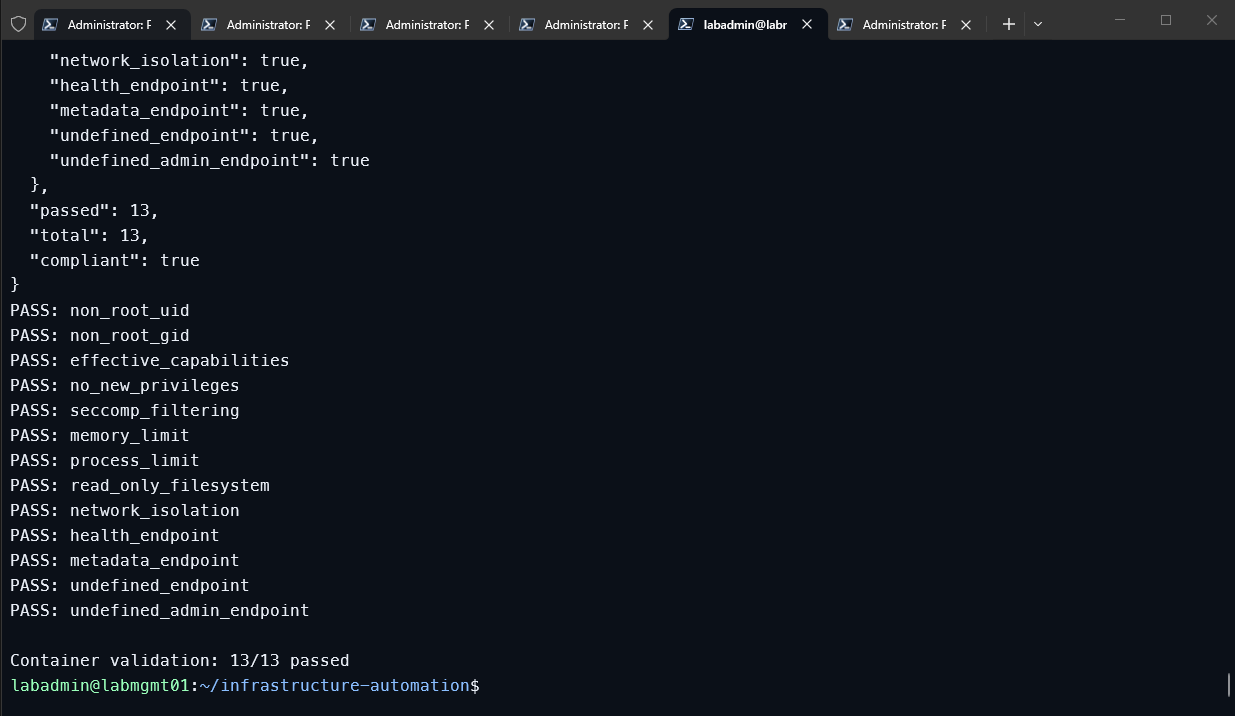 Administrator: F Administrator: F Administrator: F Administrator: F labadmin@labr Administrator: F
"network_isolation": true,
"health_endpoint": true,
"metadata_endpoint": true,
"undefined_endpoint": true,
"undefined_admin_endpoint": true
},
"passed": 13,
"total": 13,
"compliant": true
}
PASS: non_root_uid
PASS: non_root_gid
PASS: effective_capabilities
PASS: no_new_privileges
PASS: seccomp_filtering
PASS: memory_limit
PASS: process_limit
PASS: read_only_filesystem
PASS: network_isolation
PASS: health_endpoint
PASS: metadata_endpoint
PASS: undefined_endpoint
PASS: undefined_admin_endpoint
Container validation: 13/13 passed
labadmin@labmgmt01:~/infrastructure-automation$